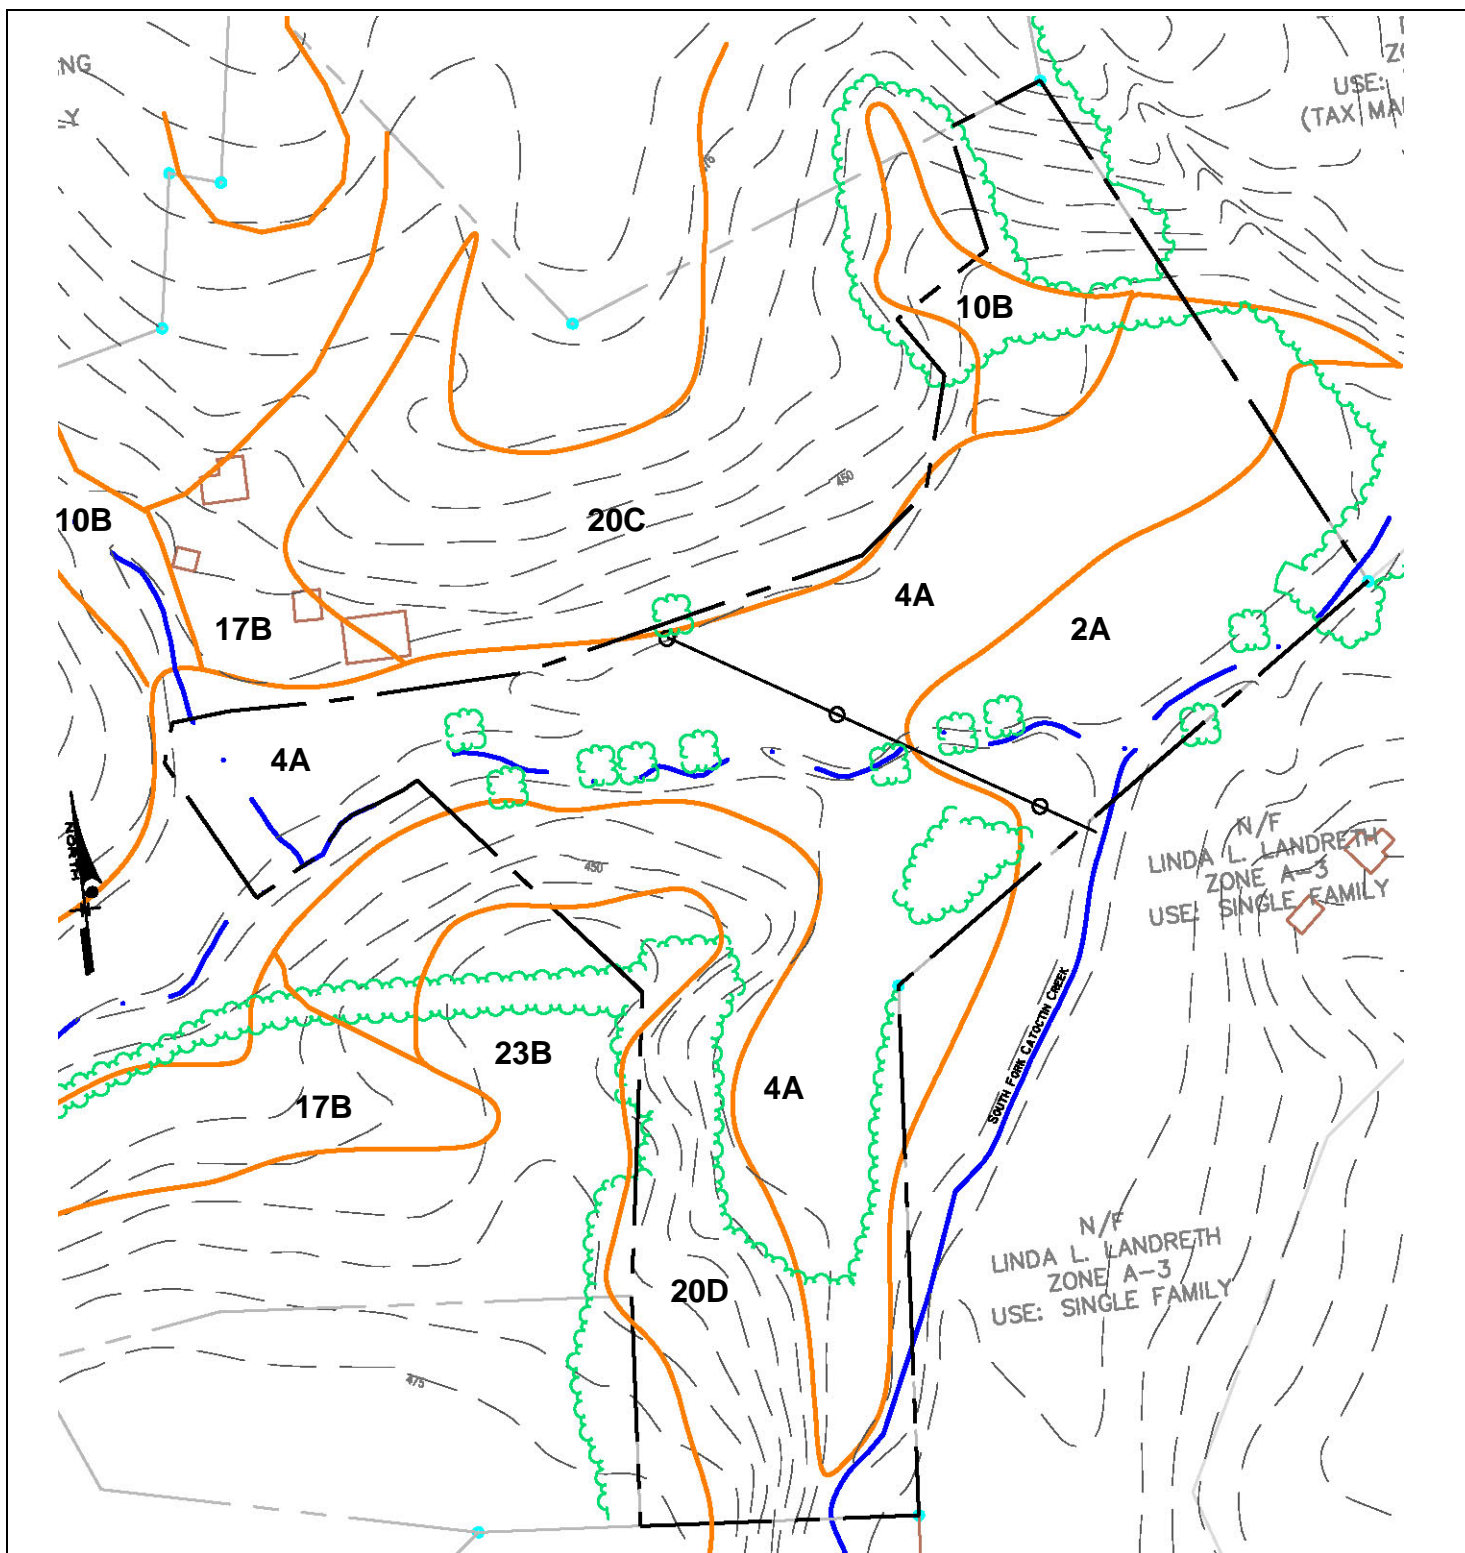 NG
USE:
(TAX MA
10B
450
10B
20C
4A
17B
2A
4A
NORTH
N/F
LINDA L. LANDRETH
ZONE A-3
USE: SINGLE FAMILY
450
SOUTH FORK CATOCTIN CREEK
23B
4A
17B
N/F
LINDA L. LANDRETH
ZONE A-3
USE: SINGLE FAMILY
20D
475